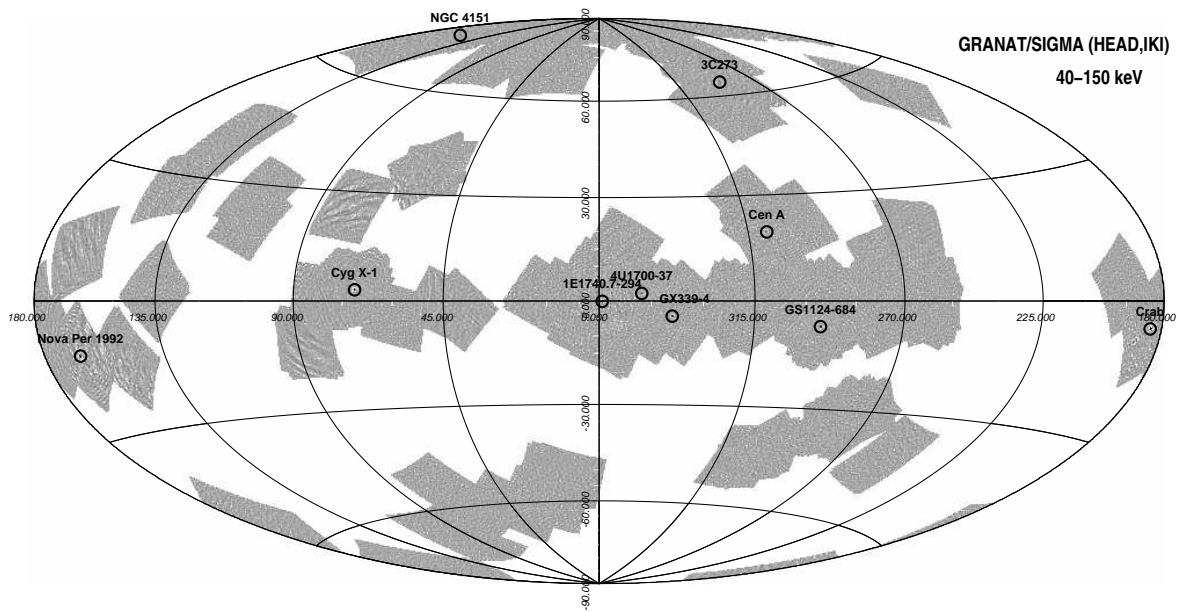 NGC 4151
90.000
GRANAT/SIGMA (HEAD,IKI)
3C273
40–150 keV
60.000
30.000
Cen A
Cyg X-1
4U1700-37
1E1740.7-294
GX339-4
GS1124-684
Crab
0.000
180.000
135.000
90.000
45.000
0.000
315.000
270.000
225.000
180.000
Nova Per 1992
-30.000
-60.000
-90.000